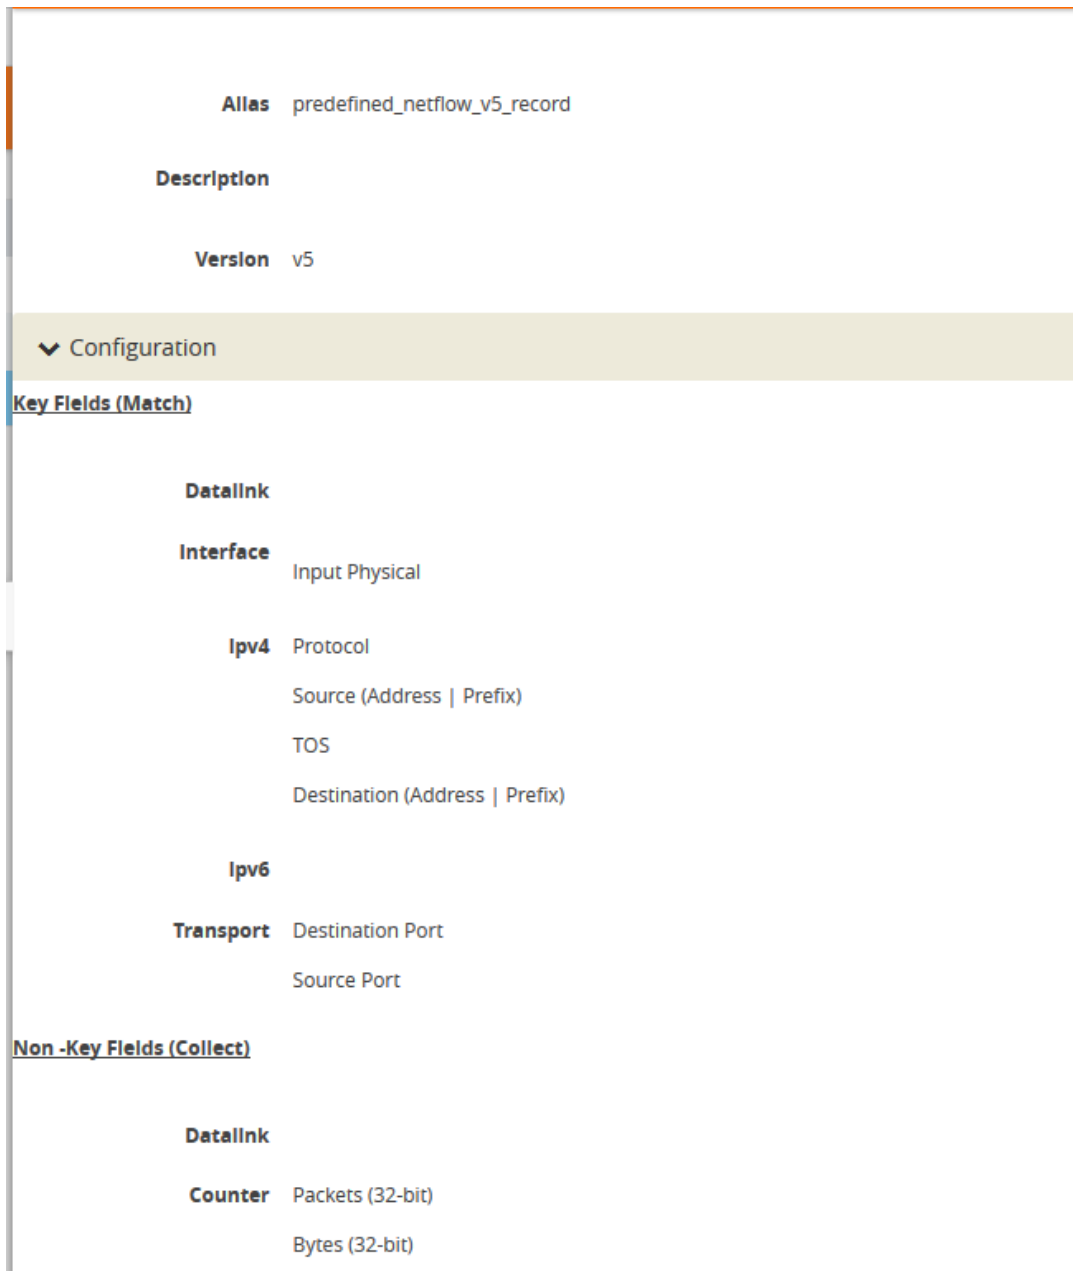 Alias predefined_netflow_v5_record
Description
Version v5
Configuration
Key Fields (Match)
Datalink
Interface
Input Physical
Ipv4 Protocol
Source (Address | Prefix)
TOS
Destination (Address | Prefix)
Ipv6
Transport Destination Port
Source Port
Non -Key Fields (Collect)
Datalink
Counter Packets (32-bit)
Bytes (32-bit)